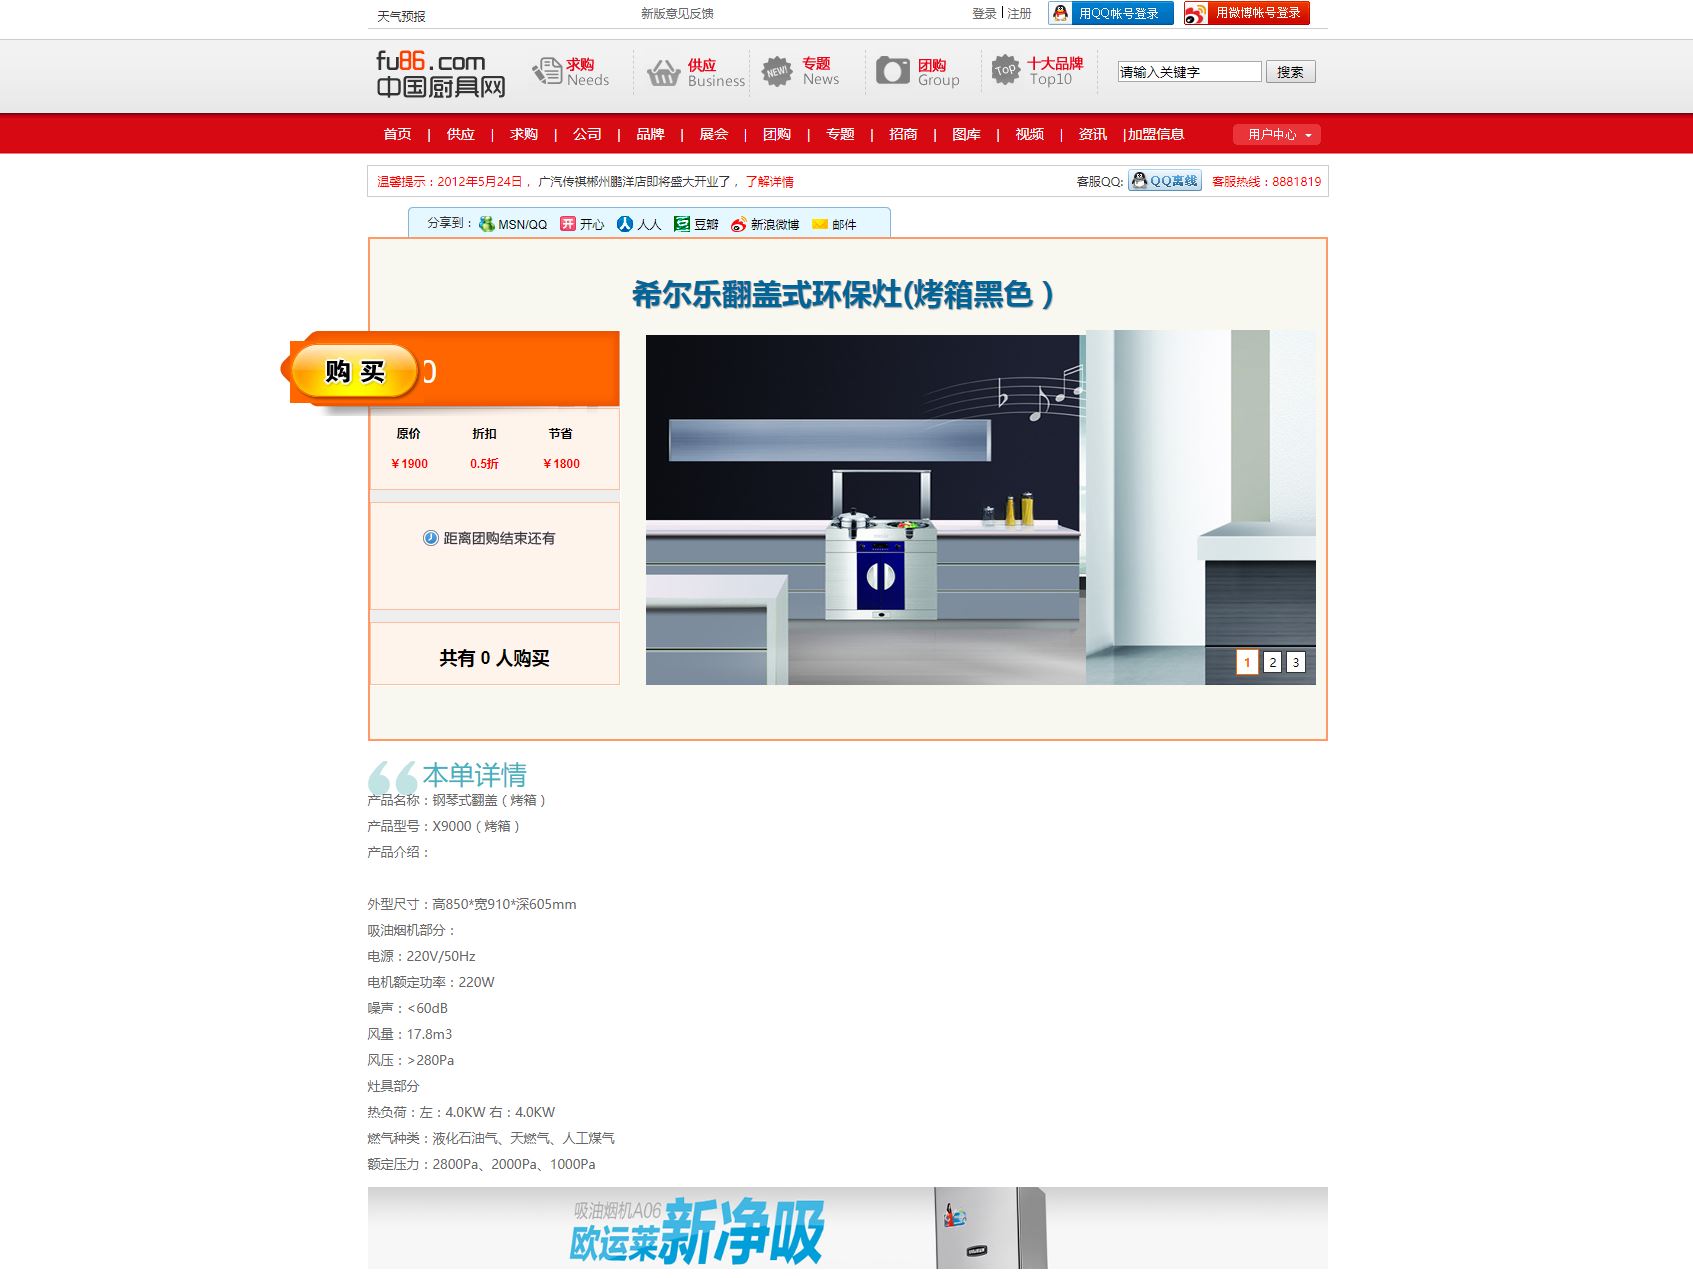 天气预报
新版意见反馈
登录 | 注册
用QQ帐号登录
用微博帐号登录
fu86.com
中国厨具网
求购
Needs
供应
Business
NEW!
专题
News
团购
Group
Top
十大品牌
Top10
请输入关键字
搜索
首页 | 供应 | 求购 | 公司 | 品牌 | 展会 | 团购 | 专题 | 招商 | 图库 | 视频 | 资讯 |加盟信息
用户中心
温馨提示：2012年5月24日， 广汽传祺郴州鹏洋店即将盛大开业了， 了解详情
客服QQ: QQ离线 客服热线：8881819
分享到： MSN/QQ 开心 人人 豆瓣 新浪微博 邮件
希尔乐翻盖式环保灶(烤箱黑色）
购 买
0
原价 折扣 节省
￥1900 0.5折 ￥1800
距离团购结束还有
共有 0 人购买
1 2 3
本单详情
产品名称：钢琴式翻盖（烤箱）
产品型号：X9000（烤箱）
产品介绍：
外型尺寸：高850*宽910*深605mm
吸油烟机部分：
电源：220V/50Hz
电机额定功率：220W
噪声：<60dB
风量：17.8m3
风压：>280Pa
灶具部分
热负荷：左：4.0KW 右：4.0KW
燃气种类：液化石油气、天燃气、人工煤气
额定压力：2800Pa、2000Pa、1000Pa
吸油烟机A06
欧运莱新净吸